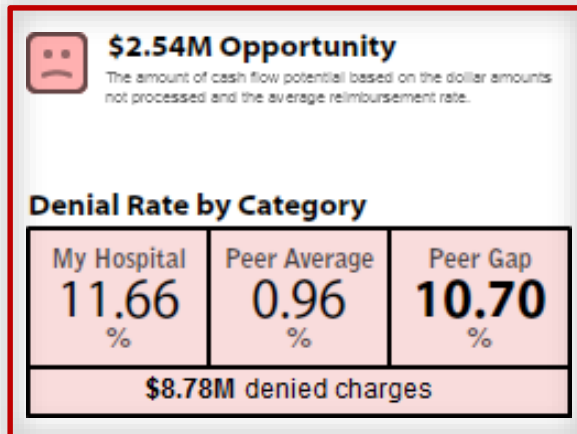 $2.54M Opportunity
The amount of cash flow potential based on the dollar amounts
not processed and the average reimbursement rate.
Denial Rate by Category
My Hospital Peer Average Peer Gap
11.66 0.96 10.70
% % %
$8.78M denied charges